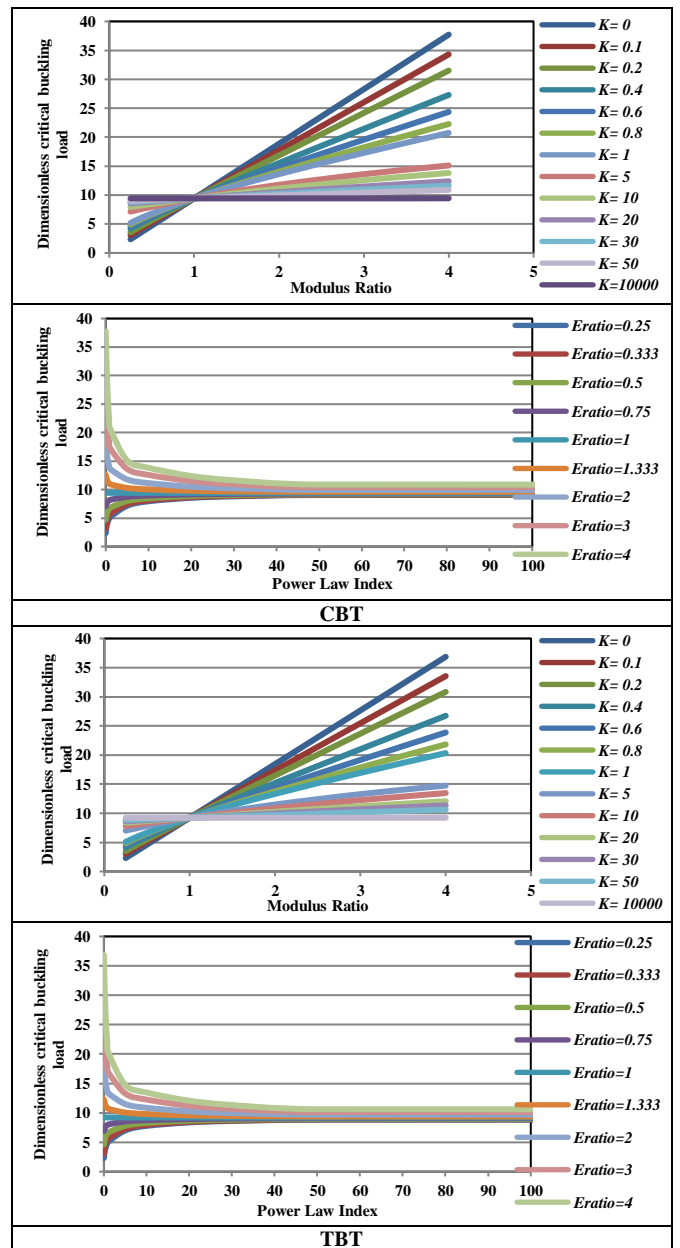 40
35
30
25
20
15
10
5
0
Dimensionless critical buckling
load
0 1 2 3 4 5
Modulus Ratio
K= 0
K= 0.1
K= 0.2
K= 0.4
K= 0.6
K= 0.8
K= 1
K= 5
K= 10
K= 20
K= 30
K= 50
K=10000
40
35
30
25
20
15
10
5
0
Dimensionless critical buckling
load
0 10 20 30 40 50 60 70 80 90 100
Power Law Index
Eratio=0.25
Eratio=0.333
Eratio=0.5
Eratio=0.75
Eratio=1
Eratio=1.333
Eratio=2
Eratio=3
Eratio=4
CBT
40
35
30
25
20
15
10
5
0
Dimensionless critical buckling
load
0 1 2 3 4 5
Modulus Ratio
K= 0
K= 0.1
K= 0.2
K= 0.4
K= 0.6
K= 0.8
K= 1
K= 5
K= 10
K= 20
K= 30
K= 50
K= 10000
40
35
30
25
20
15
10
5
0
Dimensionless critical buckling
load
0 10 20 30 40 50 60 70 80 90 100
Power Law Index
Eratio=0.25
Eratio=0.333
Eratio=0.5
Eratio=0.75
Eratio=1
Eratio=1.333
Eratio=2
Eratio=3
Eratio=4
TBT